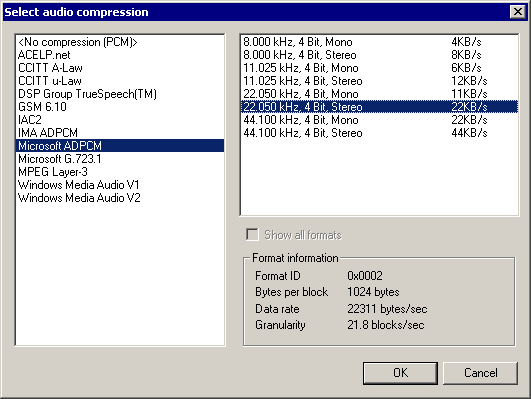 Select audio compression
<No compression (PCM)>
ACELP.net
CCITT A-Law
CCITT u-Law
DSP Group TrueSpeech(TM)
GSM 6.10
IAC2
IMA ADPCM
Microsoft ADPCM
Microsoft G.723.1
MPEG Layer-3
Windows Media Audio V1
Windows Media Audio V2
8.000 kHz, 4 Bit, Mono 4KB/s
8.000 kHz, 4 Bit, Stereo 8KB/s
11.025 kHz, 4 Bit, Mono 6KB/s
11.025 kHz, 4 Bit, Stereo 12KB/s
22.050 kHz, 4 Bit, Mono 11KB/s
22.050 kHz, 4 Bit, Stereo 22KB/s
44.100 kHz, 4 Bit, Mono 22KB/s
44.100 kHz, 4 Bit, Stereo 44KB/s
Show all formats
Format information
Format ID 0x0002
Bytes per block 1024 bytes
Data rate 22311 bytes/sec
Granularity 21.8 blocks/sec
OK Cancel